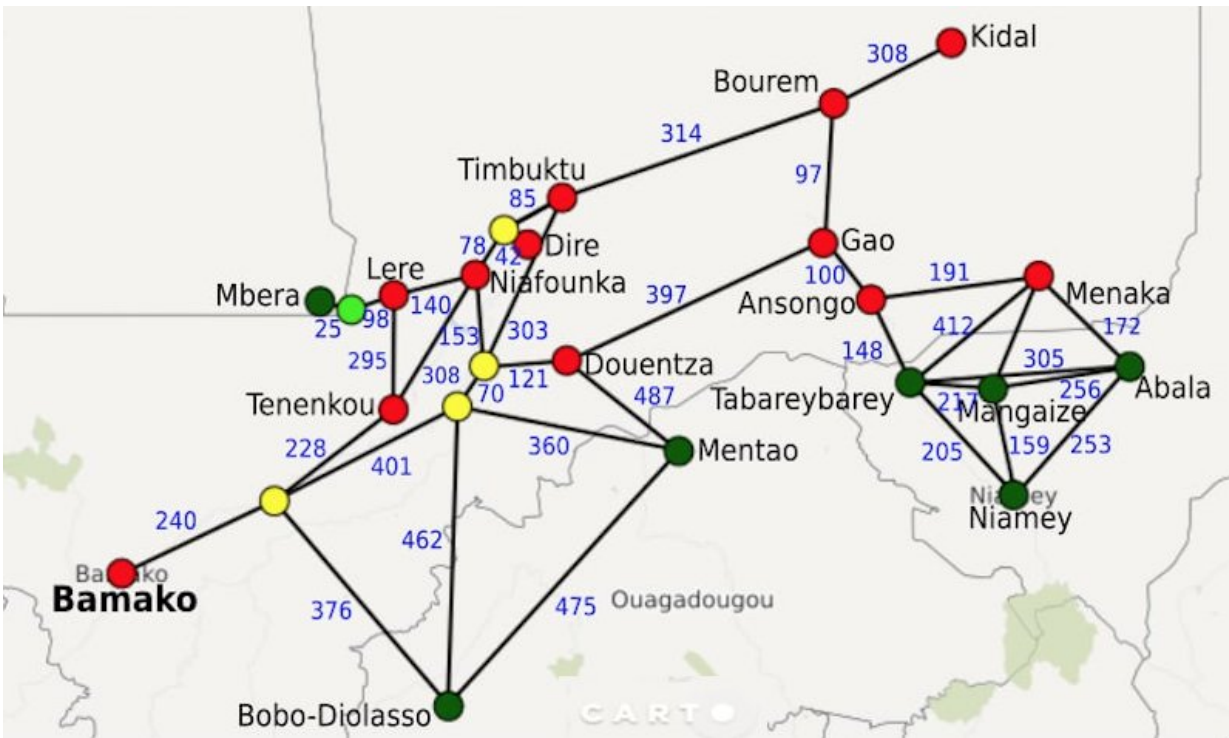 Kidal
308
Bourem
314
Timbuktu
97
85
Dire
78
42
Gao
Lere
Niafounka
100
191
Mbera
140
397
Ansongo
Menaka
25
98
153
303
412
172
295
148
305
308
Douentza
70
121
256
Abala
Tenenkou
487
Tabareybarey
217
Mangaize
228
401
360
Mentao
205
159
253
Niamey
Niamey
240
462
Bamako
Bamako
376
475
Ouagadougou
Bobo-Diolasso
CARTO